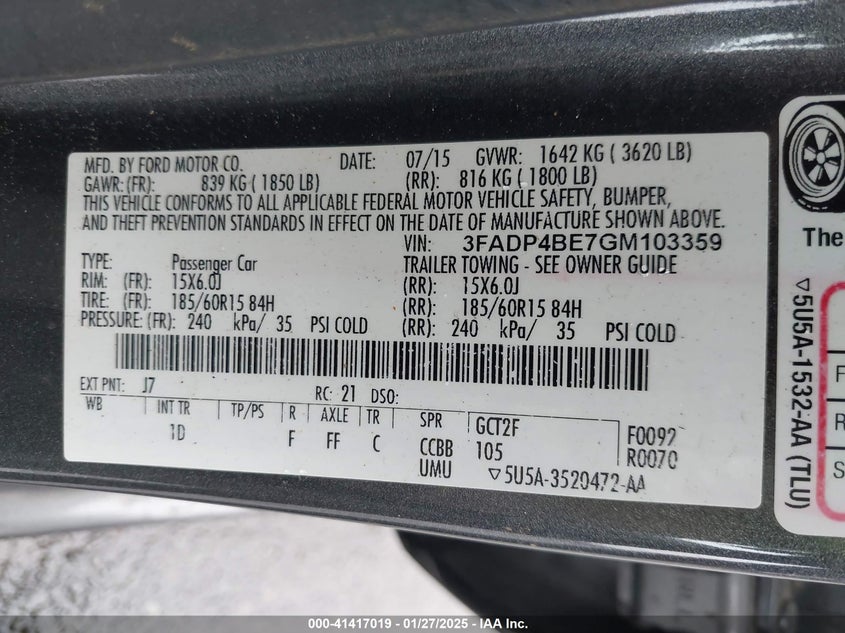 MFD. BY FORD MOTOR CO. DATE: 07/15 GVWR: 1642 KG ( 3620 LB)
GAWR: (FR): 839 KG ( 1850 LB) (RR): 816 KG ( 1800 LB)
THIS VEHICLE CONFORMS TO ALL APPLICABLE FEDERAL MOTOR VEHICLE SAFETY, BUMPER,
AND THEFT PREVENTION STANDARDS IN EFFECT ON THE DATE OF MANUFACTURE SHOWN ABOVE.
VIN: 3FADP4BE7GM103359
TYPE: Passenger Car TRAILER TOWING - SEE OWNER GUIDE
RIM: (FR): 15X6.0J (RR): 15X6.0J
TIRE: (FR): 185/60R15 84H (RR): 185/60R15 84H
PRESSURE: (FR): 240 kPa/ 35 PSI COLD (RR): 240 kPa/ 35 PSI COLD
EXT PNT: J7 RC: 21 DSO:
WB INT TR TP/PS R AXLE TR SPR GCT2F F0092
1D F FF C CCBB 105 R0070
UMU ▽5U5A-3520472-AA
The
▽5U5A-1532-AA (TLU)
F
R
S
000-41417019 - 01/27/2025 - IAA Inc.